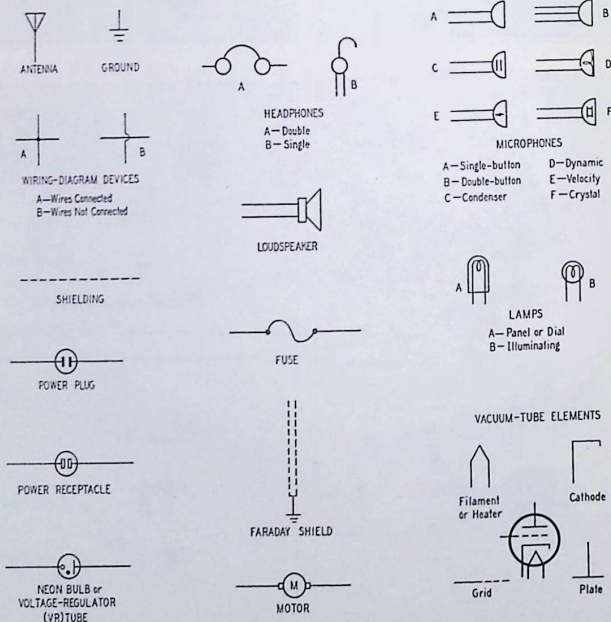 ANTENNA
GROUND
A
B
WIRING-DIAGRAM DEVICES
A—Wires Connected
B—Wires Not Connected
SHIELDING
POWER PLUG
POWER RECEPTACLE
NEON BULB or
VOLTAGE-REGULATOR
(VR)TUBE
A
B
HEADPHONES
A—Double
B—Single
LOUDSPEAKER
FUSE
FARADAY SHIELD
M
MOTOR
A
B
C
D
E
F
MICROPHONES
A—Single-button
B—Double-button
C—Condenser
D—Dynamic
E—Velocity
F—Crystal
A
B
LAMPS
A—Panel or Dial
B—Illuminating
VACUUM-TUBE ELEMENTS
Filament
or Heater
Cathode
Grid
Plate